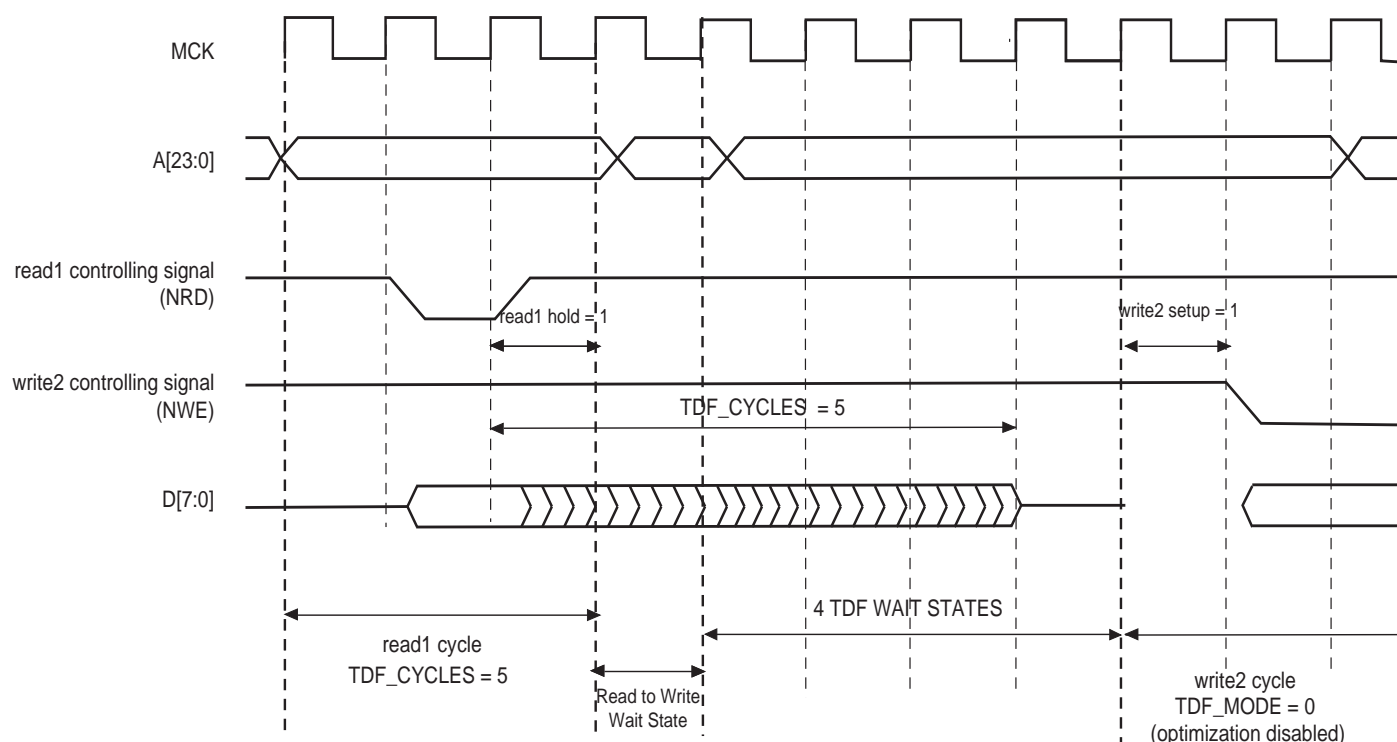 MCK
A[23:0]
read1 controlling signal
(NRD)
read1 hold = 1
write2 setup = 1
write2 controlling signal
(NWE)
TDF_CYCLES = 5
D[7:0]
4 TDF WAIT STATES
read1 cycle
TDF_CYCLES = 5
Read to Write
Wait State
write2 cycle
TDF_MODE = 0
(optimization disabled)